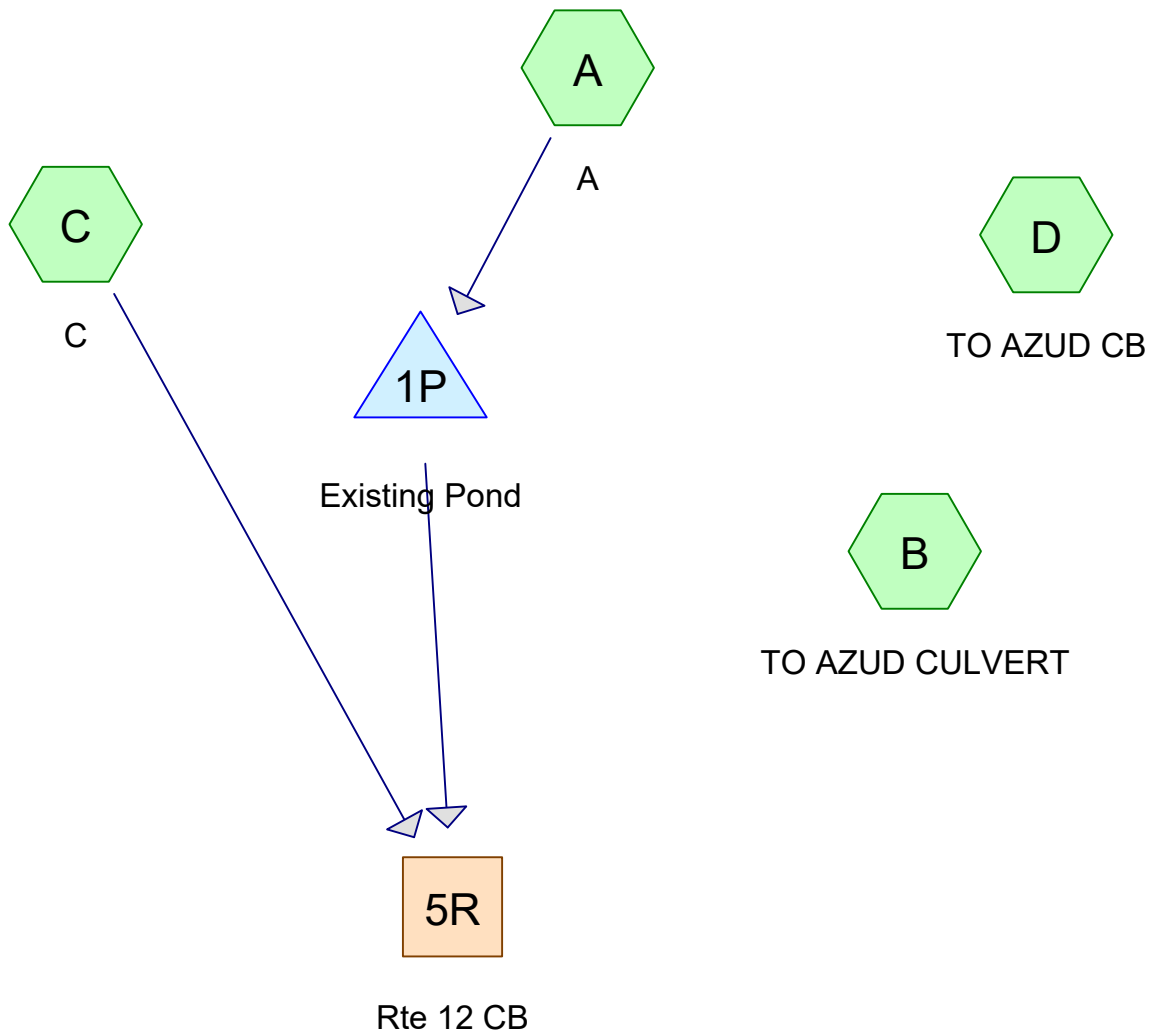 A
A
C
C
D
TO AZUD CB
1P
Existing Pond
B
TO AZUD CULVERT
5R
Rte 12 CB